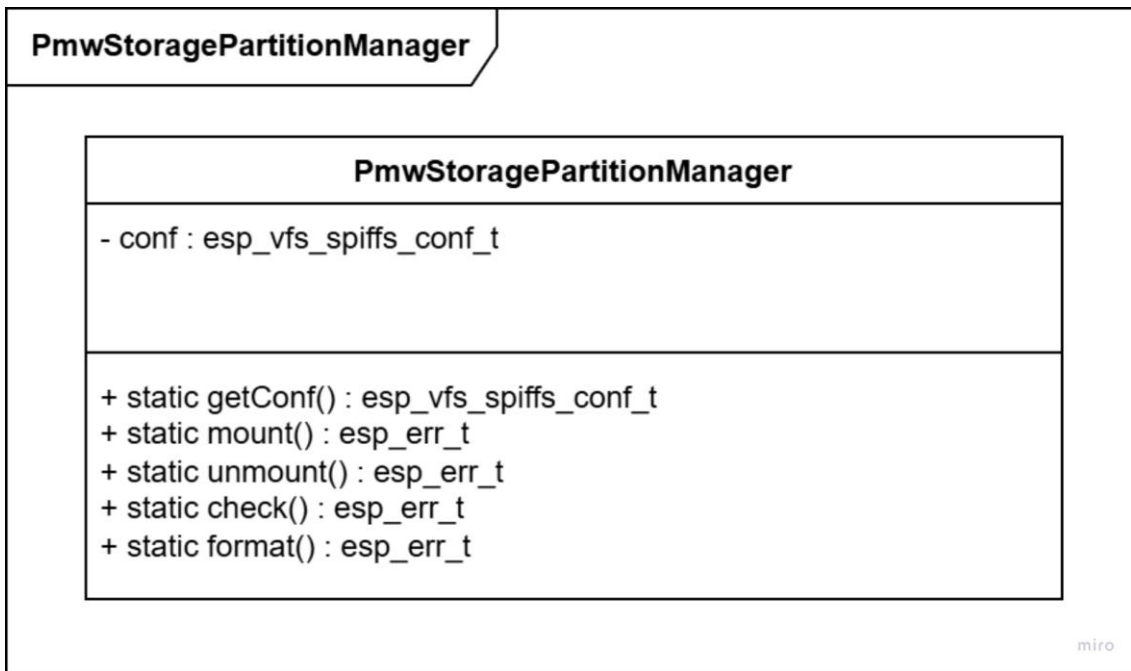 PmwStoragePartitionManager
PmwStoragePartitionManager
- conf : esp_vfs_spiffs_conf_t
+ static getConf() : esp_vfs_spiffs_conf_t
+ static mount() : esp_err_t
+ static unmount() : esp_err_t
+ static check() : esp_err_t
+ static format() : esp_err_t
miro